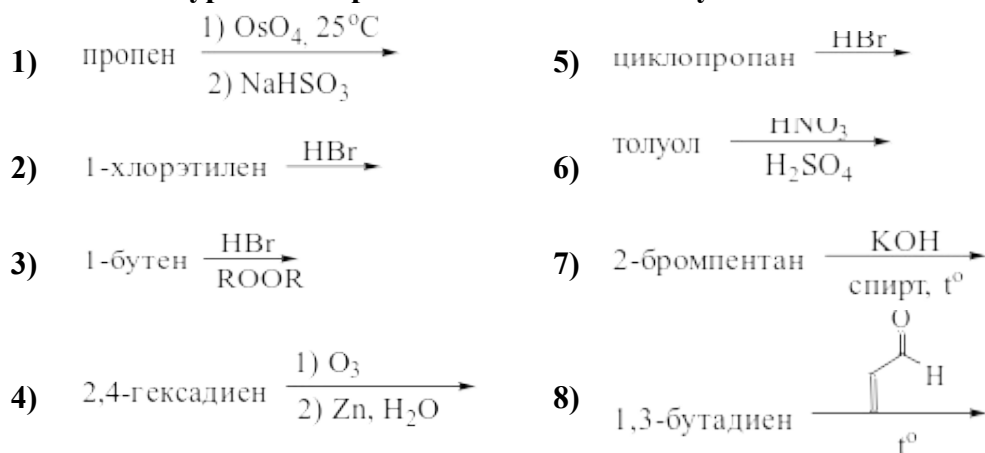 1) пропен 1) OsO₄, 25°C
2) NaHSO₃
2) 1-хлорэтилен HBr
3) 1-бутен HBr
ROOR
4) 2,4-гексадиен 1) O₃
2) Zn, H₂O
5) циклопропан HBr
6) толуол HNO₃
H₂SO₄
7) 2-бромпентан KOH
спирт, t°
O
H
8) 1,3-бутадиен
t°